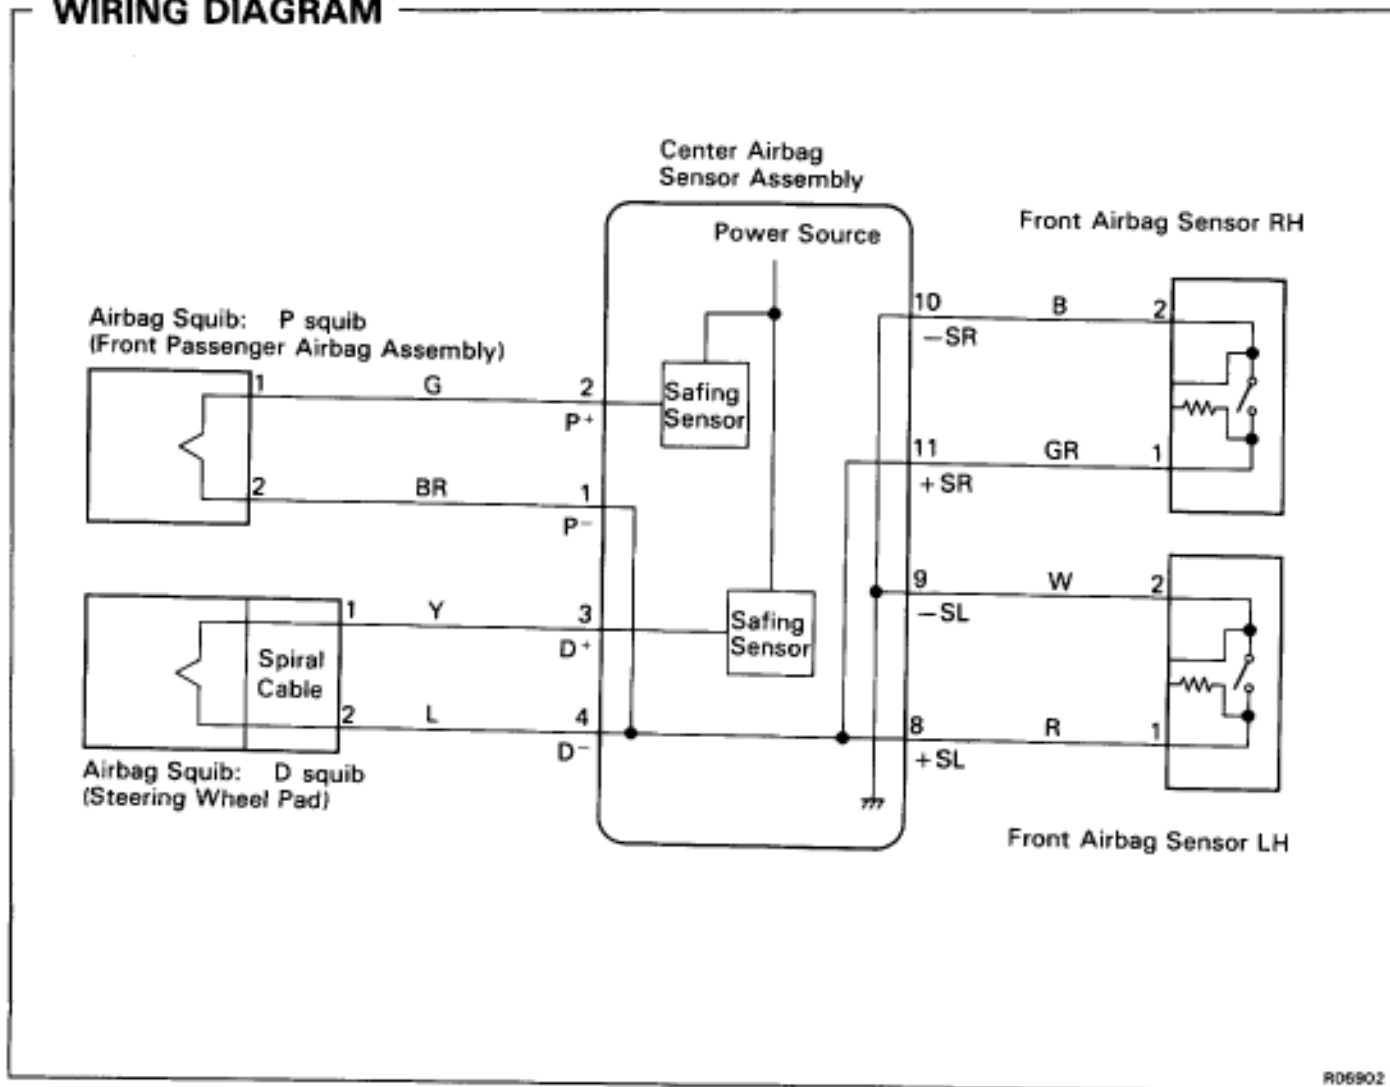 WIRING DIAGRAM
Center Airbag
Sensor Assembly
Power Source
Front Airbag Sensor RH
Airbag Squib: P squib
(Front Passenger Airbag Assembly)
1 G 2
P+
2 BR 1
P−
Safing
Sensor
10 B 2
−SR
11 GR 1
+SR
1 Y 3
D+
Spiral
Cable
2 L 4
D−
Safing
Sensor
9 W 2
−SL
8 R 1
+SL
Airbag Squib: D squib
(Steering Wheel Pad)
Front Airbag Sensor LH
R06902